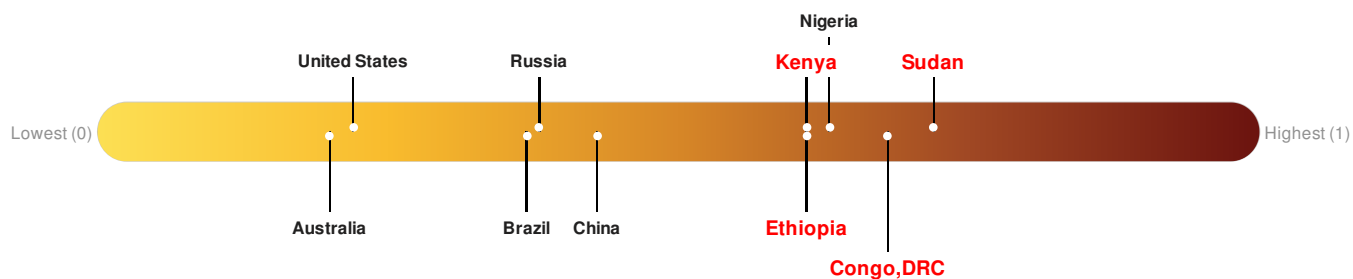 Nigeria
United States
Russia
Kenya
Sudan
Lowest (0)
Highest (1)
Australia
Brazil
China
Ethiopia
Congo,DRC